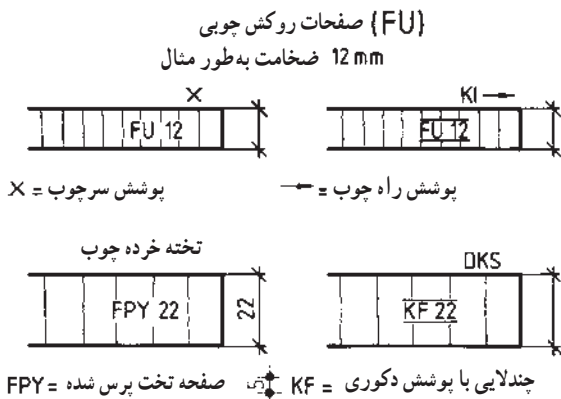 صفحات روکش چوبی (FU)
ضخامت به‌طور مثال 12 mm
X
KI
FU 12
FU 12
پوشش سرچوب = X
پوشش راه چوب =
تخته خرده چوب
DKS
FPY 22
22
KF 22
صفحه تخت پرس شده = FPY
چندلایی با پوشش دکوری = KF